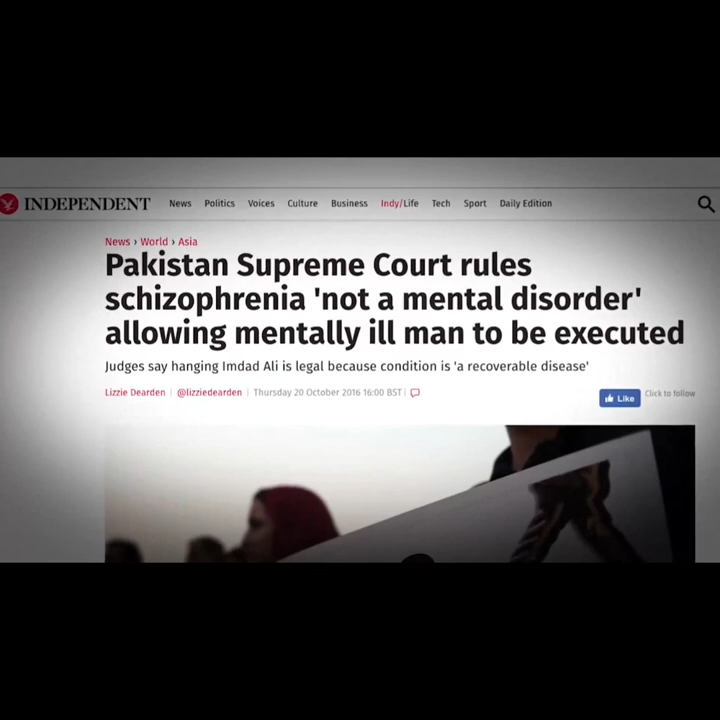 INDEPENDENT News Politics Voices Culture Business Indy/Life Tech Sport Daily Edition
News › World › Asia
Pakistan Supreme Court rules
schizophrenia 'not a mental disorder'
allowing mentally ill man to be executed
Judges say hanging Imdad Ali is legal because condition is 'a recoverable disease'
Lizzie Dearden | @lizziedearden | Thursday 20 October 2016 16:00 BST |
Like Click to follow